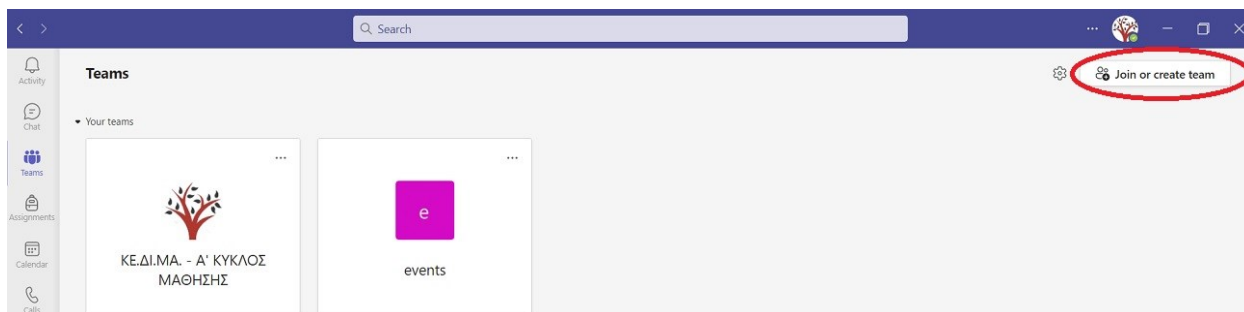 Search
Activity
Teams
Join or create team
Chat
Your teams
Teams
Assignments
Calendar
Calls
ΚΕ.ΔΙ.ΜΑ. - Α' ΚΥΚΛΟΣ
ΜΑΘΗΣΗΣ
e
events